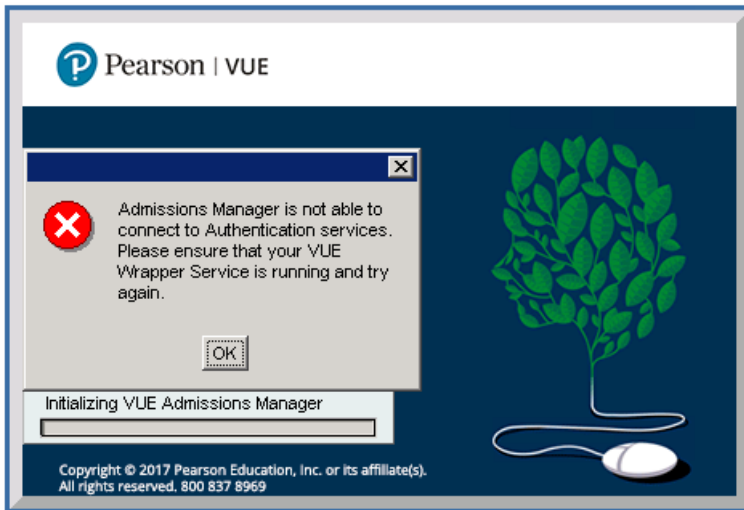 Pearson | VUE
Admissions Manager is not able to
connect to Authentication services.
Please ensure that your VUE
Wrapper Service is running and try
again.
OK
Initializing VUE Admissions Manager
Copyright © 2017 Pearson Education, Inc. or its affiliate(s).
All rights reserved. 800 837 8969